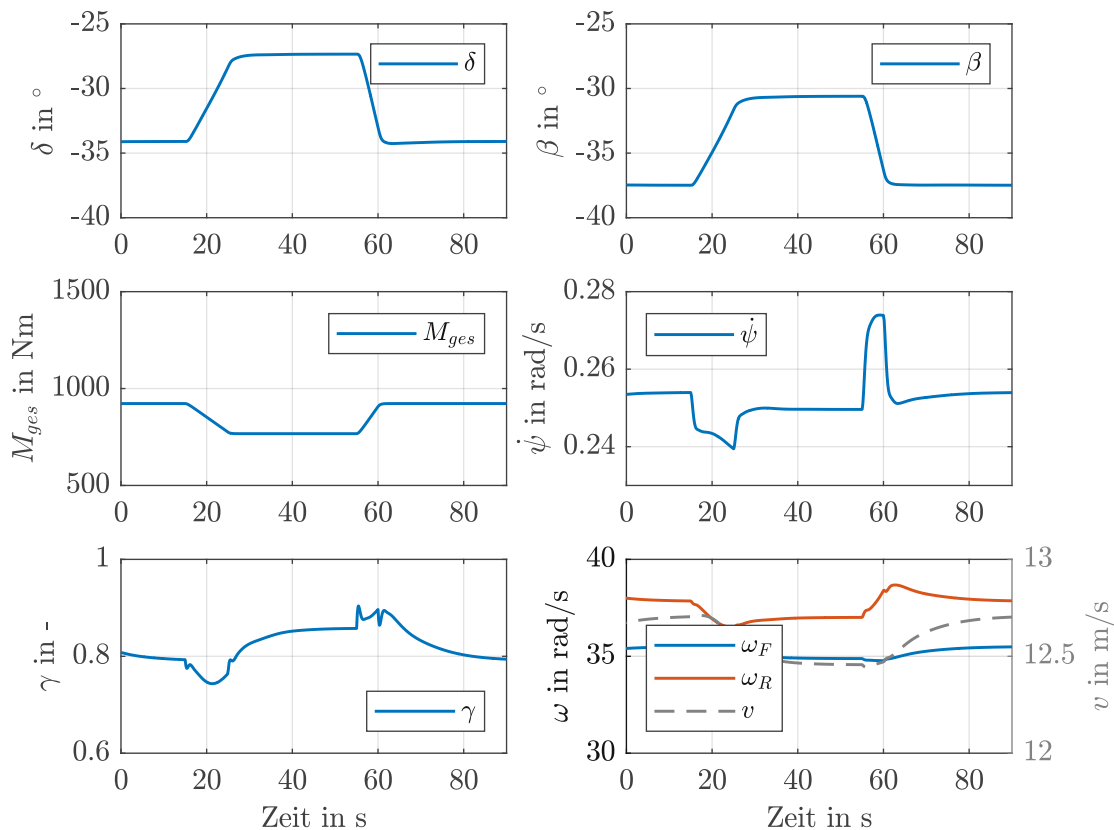 δ in °
-25
-30
-35
-40
0 20 40 60 80
δ
β in °
-25
-30
-35
-40
0 20 40 60 80
β
M_ges in Nm
1500
1000
500
0 20 40 60 80
M_ges
ψ̇ in rad/s
0.28
0.26
0.24
0 20 40 60 80
ψ̇
γ in -
1
0.8
0.6
0 20 40 60 80
Zeit in s
γ
ω in rad/s
40
35
30
0 20 40 60 80
Zeit in s
ω_F
ω_R
v
13
12.5
12
v in m/s